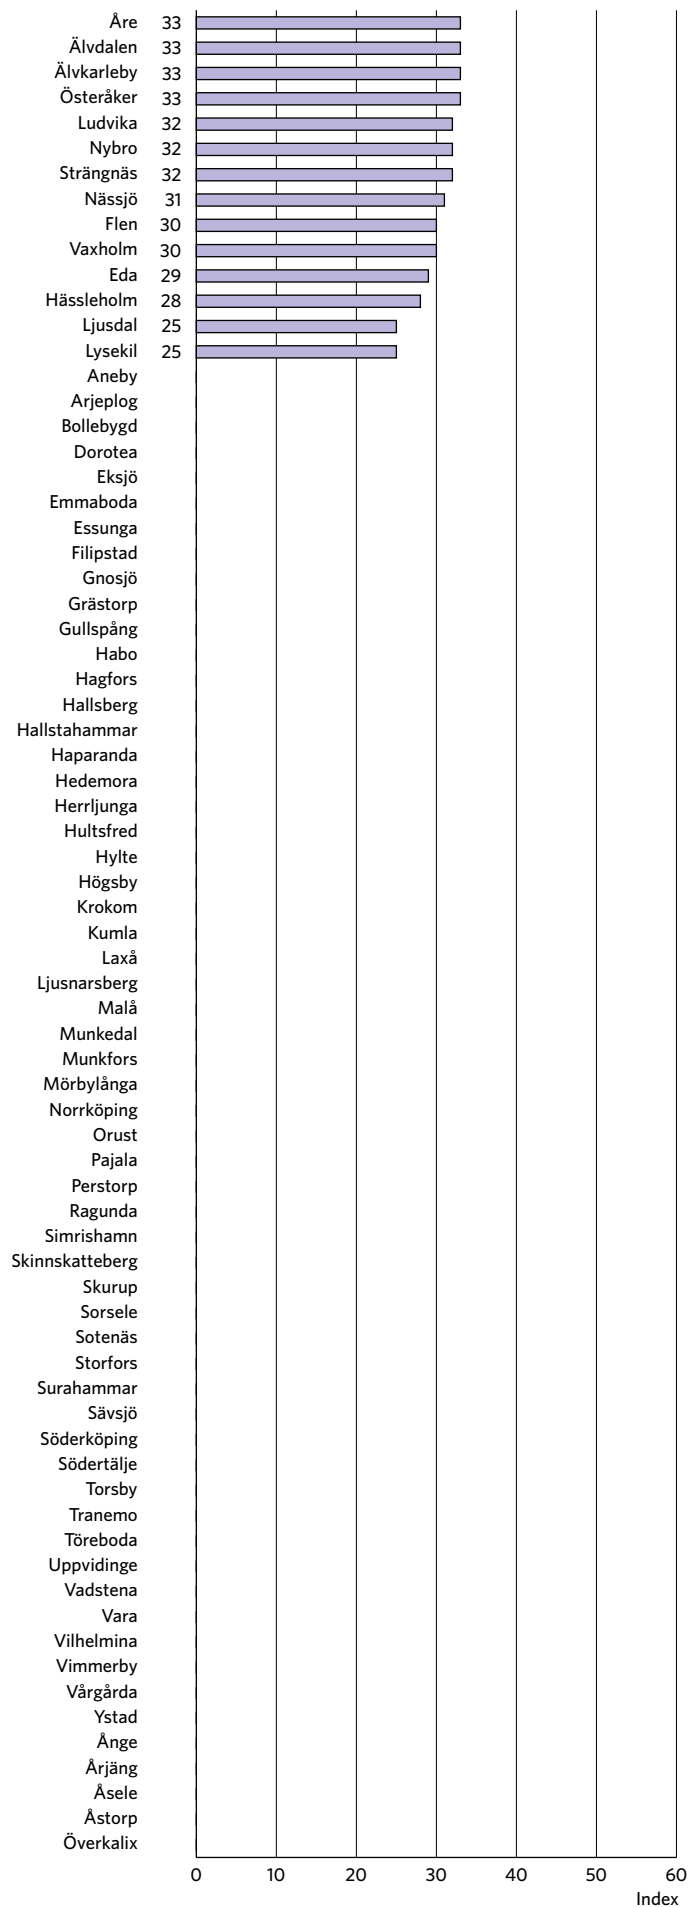 Åre 33
Älvdalen 33
Älvkarleby 33
Österåker 33
Ludvika 32
Nybro 32
Strängnäs 32
Nässjö 31
Flen 30
Vaxholm 30
Eda 29
Hässleholm 28
Ljusdal 25
Lysekil 25
Aneby
Arjeplog
Bollebygd
Dorotea
Eksjö
Emmaboda
Essunga
Filipstad
Gnosjö
Grästorp
Gullspång
Habo
Hagfors
Hallsberg
Hallstahammar
Haparanda
Hedemora
Herrljunga
Hultsfred
Hylte
Högsby
Krokom
Kumla
Laxå
Ljusnarsberg
Malå
Munkedal
Munkfors
Mörbylånga
Norrköping
Orust
Pajala
Perstorp
Ragunda
Simrishamn
Skinnskatteberg
Skurup
Sorsele
Sotenäs
Storfors
Surahammar
Sävsjö
Söderköping
Södertälje
Torsby
Tranemo
Töreboda
Uppvidinge
Vadstena
Vara
Vilhelmina
Vimmerby
Vårgårda
Ystad
Ånge
Årjäng
Åsele
Åstorp
Överkalix
0 10 20 30 40 50 60
Index